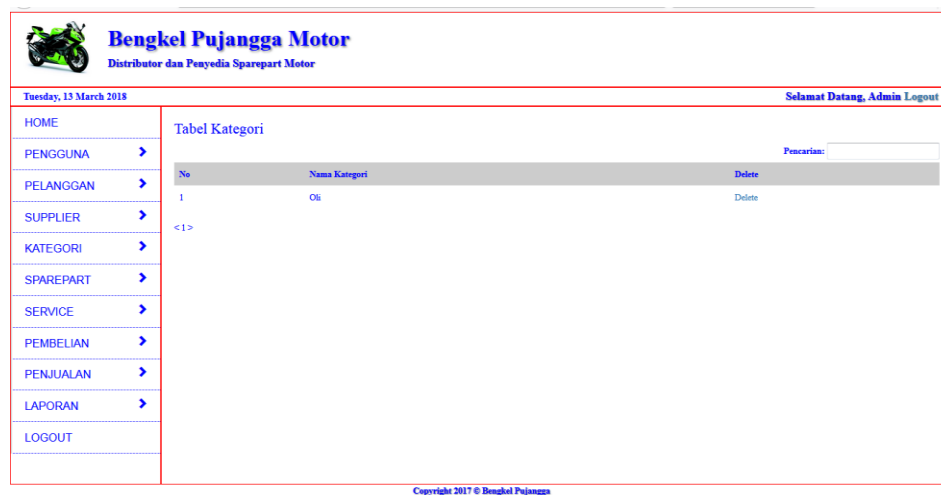 Bengkel Pujangga Motor
Distributor dan Penyedia Sparepart Motor
Tuesday, 13 March 2018
Selamat Datang, Admin Logout
HOME
PENGGUNA
PELANGGAN
SUPPLIER
KATEGORI
SPAREPART
SERVICE
PEMBELIAN
PENJUALAN
LAPORAN
LOGOUT
Tabel Kategori
Pencarian:
No Nama Kategori Delete
1 Oli Delete
<1>
Copyright 2017 © Bengkel Pujangga